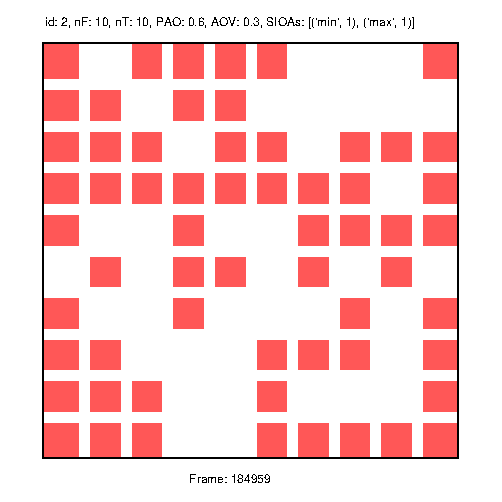 id: 2, nF: 10, nT: 10, PAO: 0.6, AOV: 0.3, SIOAs: [('min', 1), ('max', 1)]
Frame: 184959